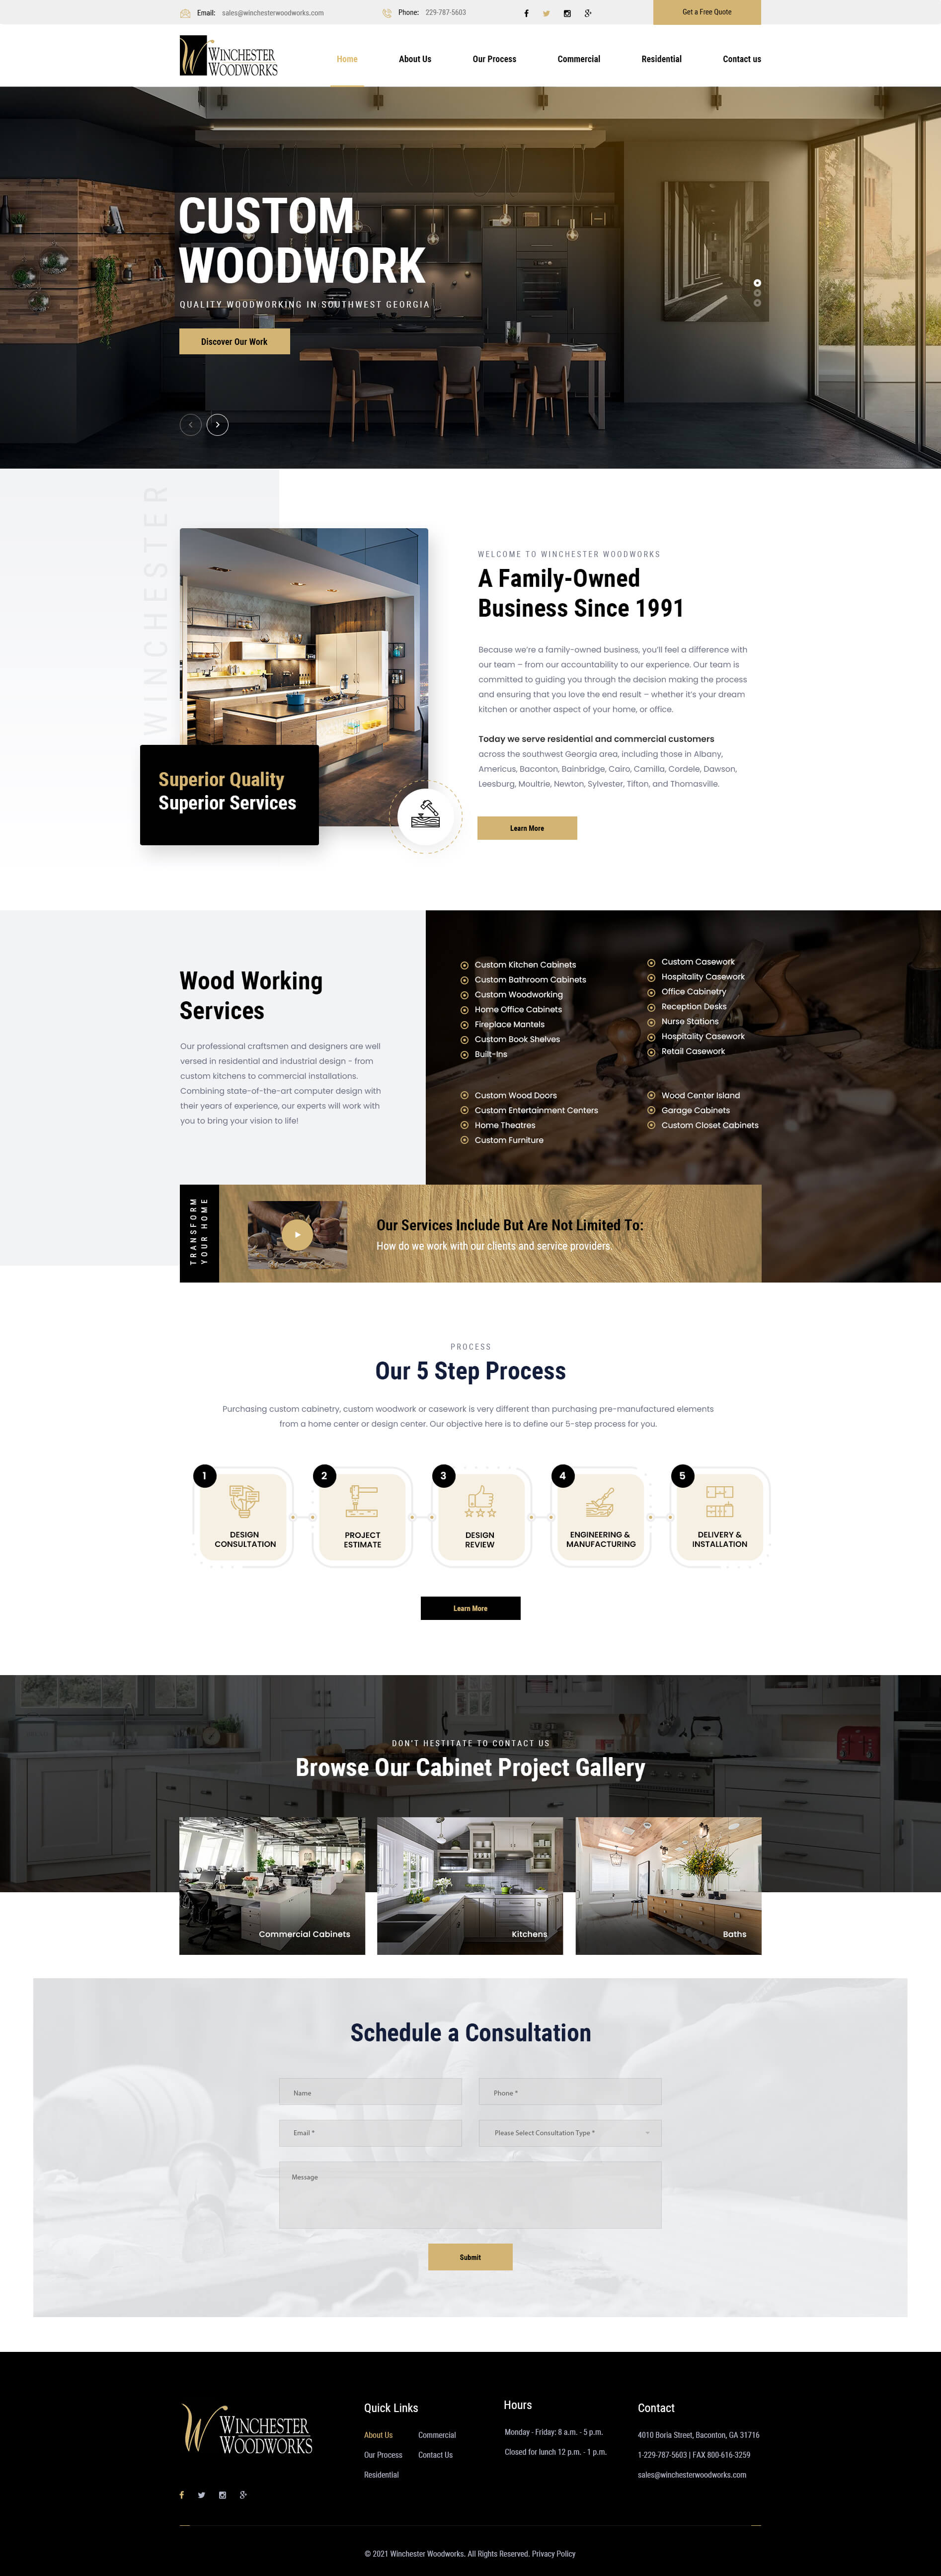 Email: sales@winchesterwoodworks.com
Phone: 229-787-5603
Get a Free Quote
WINCHESTER
WOODWORKS
Home
About Us
Our Process
Commercial
Residential
Contact us
CUSTOM
WOODWORK
QUALITY WOODWORKING IN SOUTHWEST GEORGIA
Discover Our Work
WINCHESTER
Superior Quality
Superior Services
WELCOME TO WINCHESTER WOODWORKS
A Family-Owned
Business Since 1991
Because we're a family-owned business, you'll feel a difference with
our team – from our accountability to our experience. Our team is
committed to guiding you through the decision making the process
and ensuring that you love the end result – whether it's your dream
kitchen or another aspect of your home, or office.
Today we serve residential and commercial customers
across the southwest Georgia area, including those in Albany,
Americus, Baconton, Bainbridge, Cairo, Camilla, Cordele, Dawson,
Leesburg, Moultrie, Newton, Sylvester, Tifton, and Thomasville.
Learn More
Wood Working
Services
Our professional craftsmen and designers are well
versed in residential and industrial design - from
custom kitchens to commercial installations.
Combining state-of-the-art computer design with
their years of experience, our experts will work with
you to bring your vision to life!
Custom Kitchen Cabinets
Custom Bathroom Cabinets
Custom Woodworking
Home Office Cabinets
Fireplace Mantels
Custom Book Shelves
Built-Ins
Custom Casework
Hospitality Casework
Office Cabinetry
Reception Desks
Nurse Stations
Hospitality Casework
Retail Casework
Custom Wood Doors
Custom Entertainment Centers
Home Theatres
Custom Furniture
Wood Center Island
Garage Cabinets
Custom Closet Cabinets
TRANSFORM
YOUR HOME
Our Services Include But Are Not Limited To:
How do we work with our clients and service providers.
PROCESS
Our 5 Step Process
Purchasing custom cabinetry, custom woodwork or casework is very different than purchasing pre-manufactured elements
from a home center or design center. Our objective here is to define our 5-step process for you.
1
DESIGN
CONSULTATION
2
PROJECT
ESTIMATE
3
DESIGN
REVIEW
4
ENGINEERING &
MANUFACTURING
5
DELIVERY &
INSTALLATION
Learn More
DON'T HESTITATE TO CONTACT US
Browse Our Cabinet Project Gallery
Commercial Cabinets
Kitchens
Baths
Schedule a Consultation
Name
Phone *
Email *
Please Select Consultation Type *
Message
Submit
WINCHESTER
WOODWORKS
Quick Links
About Us
Commercial
Our Process
Contact Us
Residential
Hours
Monday - Friday: 8 a.m. - 5 p.m.
Closed for lunch 12 p.m. - 1 p.m.
Contact
4010 Boria Street, Baconton, GA 31716
1-229-787-5603 | FAX 800-616-3259
sales@winchesterwoodworks.com
© 2021 Winchester Woodworks. All Rights Reserved. Privacy Policy